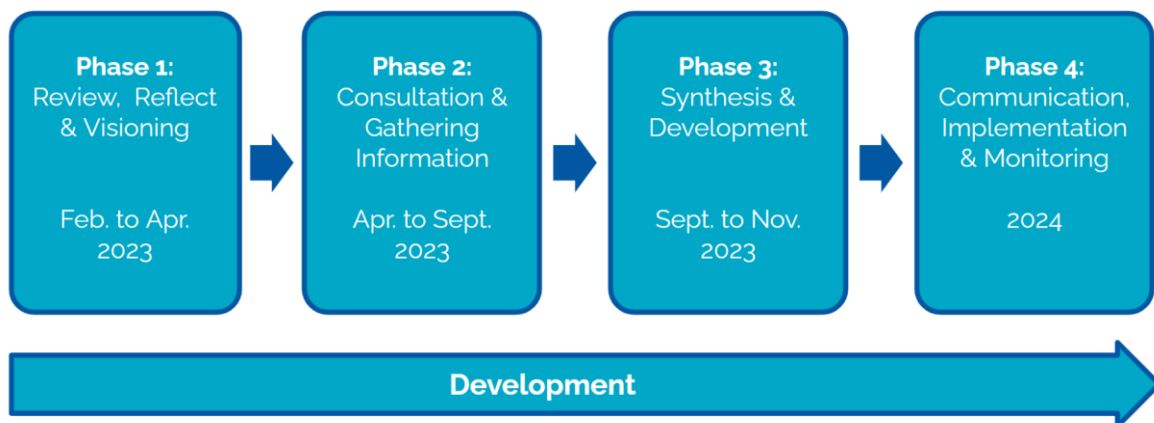 Phase 1:
Review, Reflect
& Visioning
Feb. to Apr.
2023
Phase 2:
Consultation &
Gathering
Information
Apr. to Sept.
2023
Phase 3:
Synthesis &
Development
Sept. to Nov.
2023
Phase 4:
Communication,
Implementation
& Monitoring
2024
Development